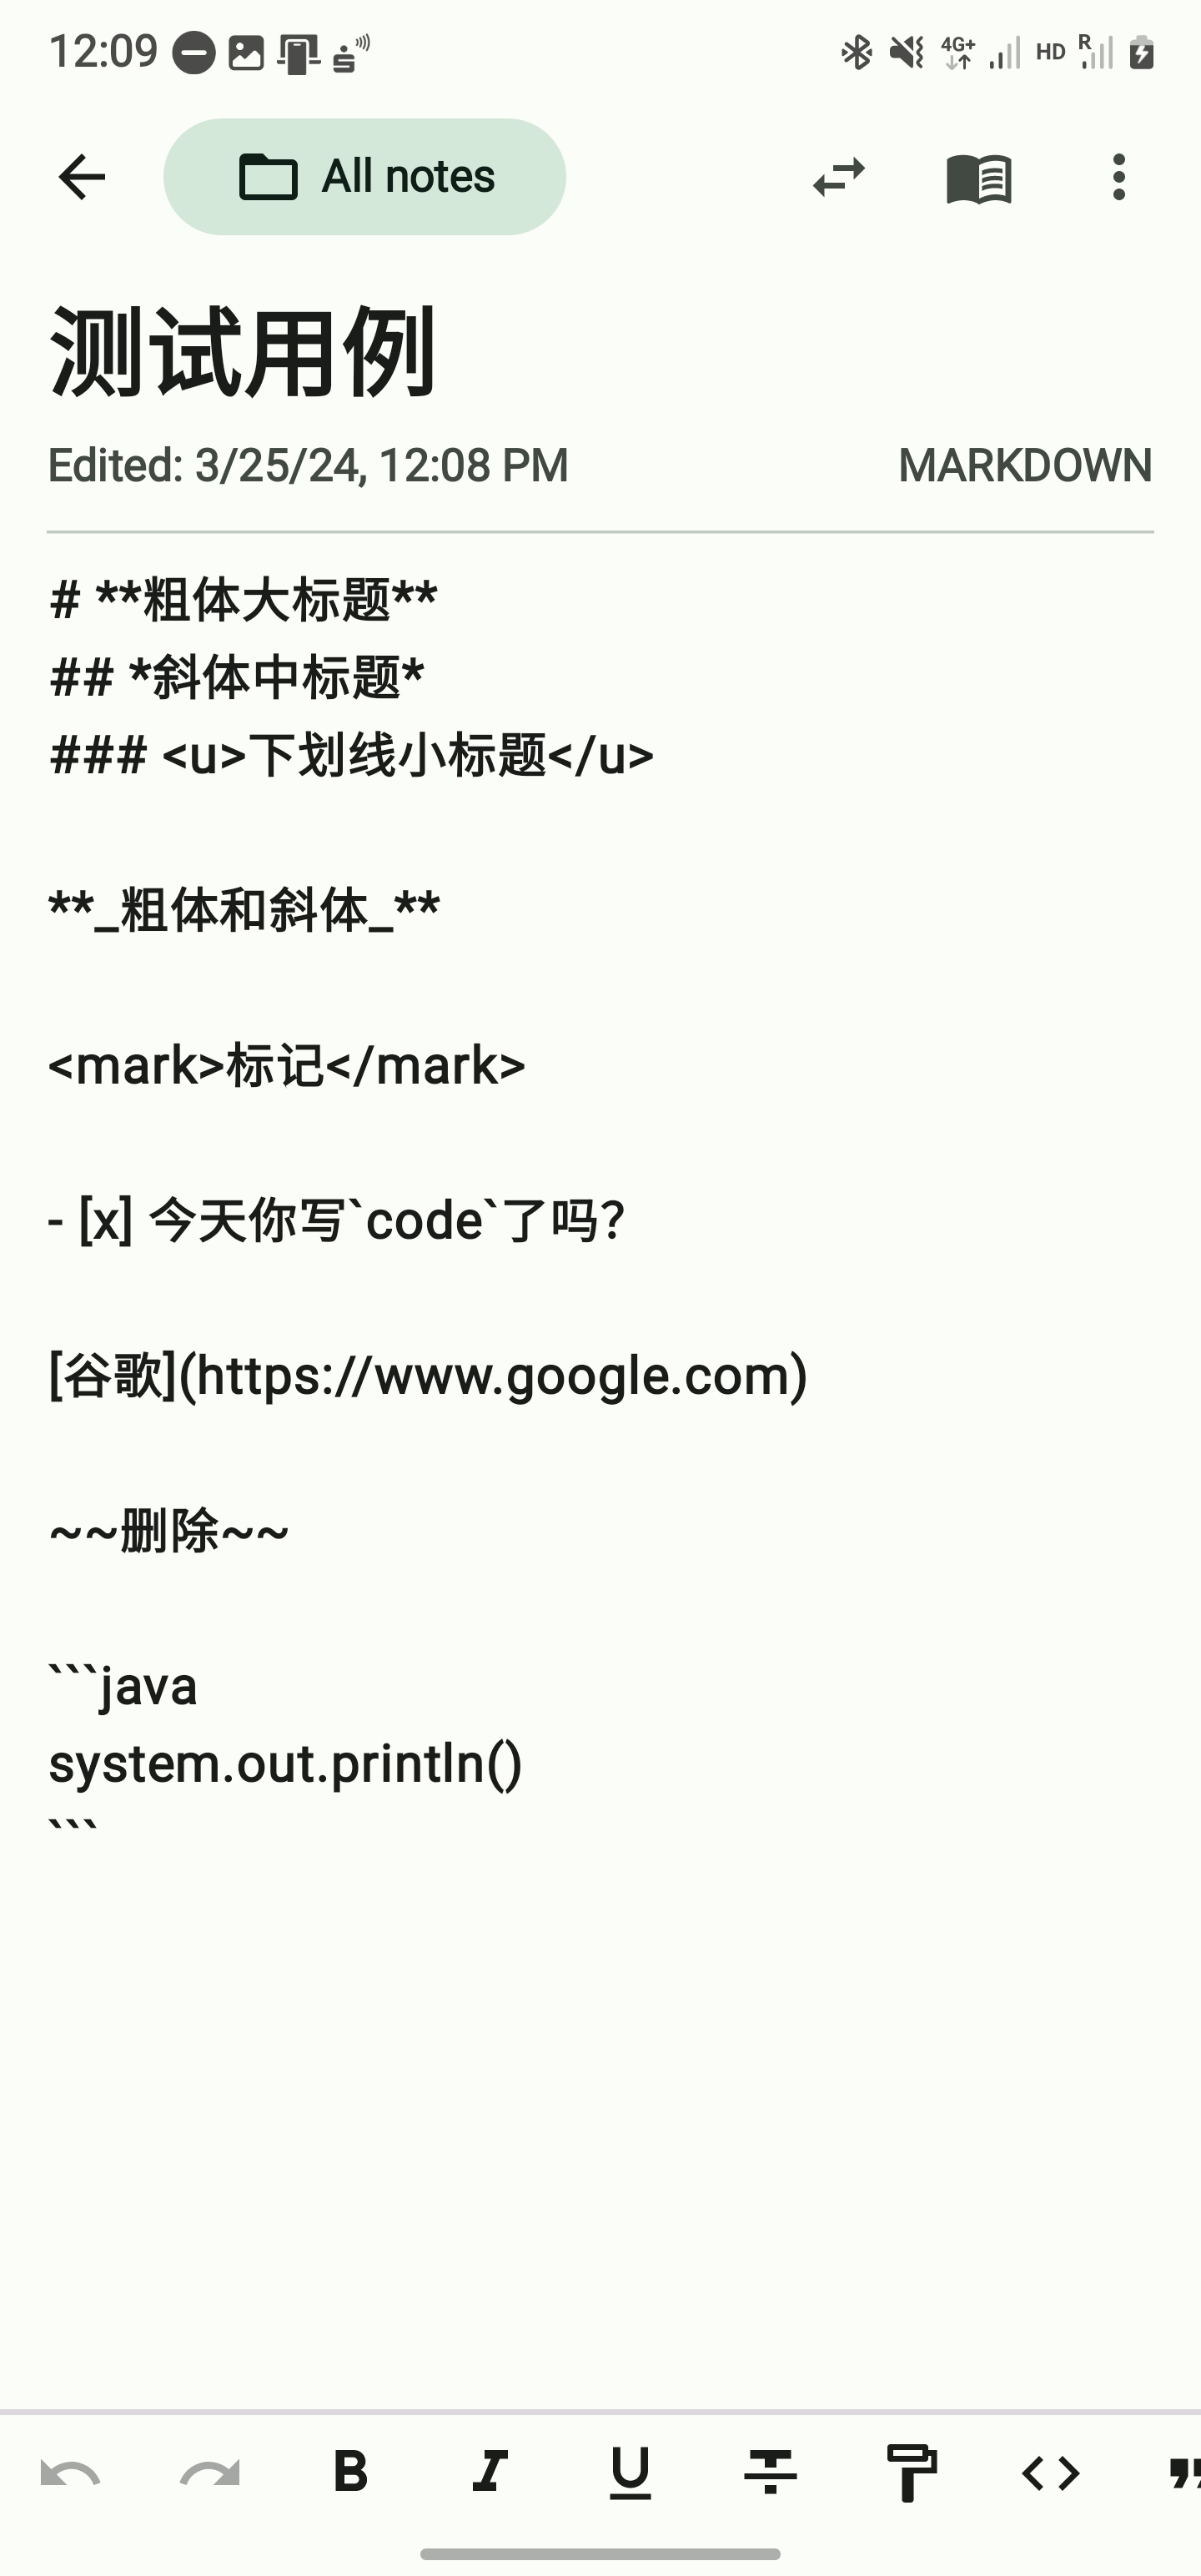 12:09
4G+
HD
R
All notes
测试用例
Edited: 3/25/24, 12:08 PM
MARKDOWN
# **粗体大标题**
## *斜体中标题*
### <u>下划线小标题</u>
**_粗体和斜体_**
<mark>标记</mark>
- [x] 今天你写`code`了吗?
[谷歌](https://www.google.com)
~~删除~~
```java
system.out.println()
```